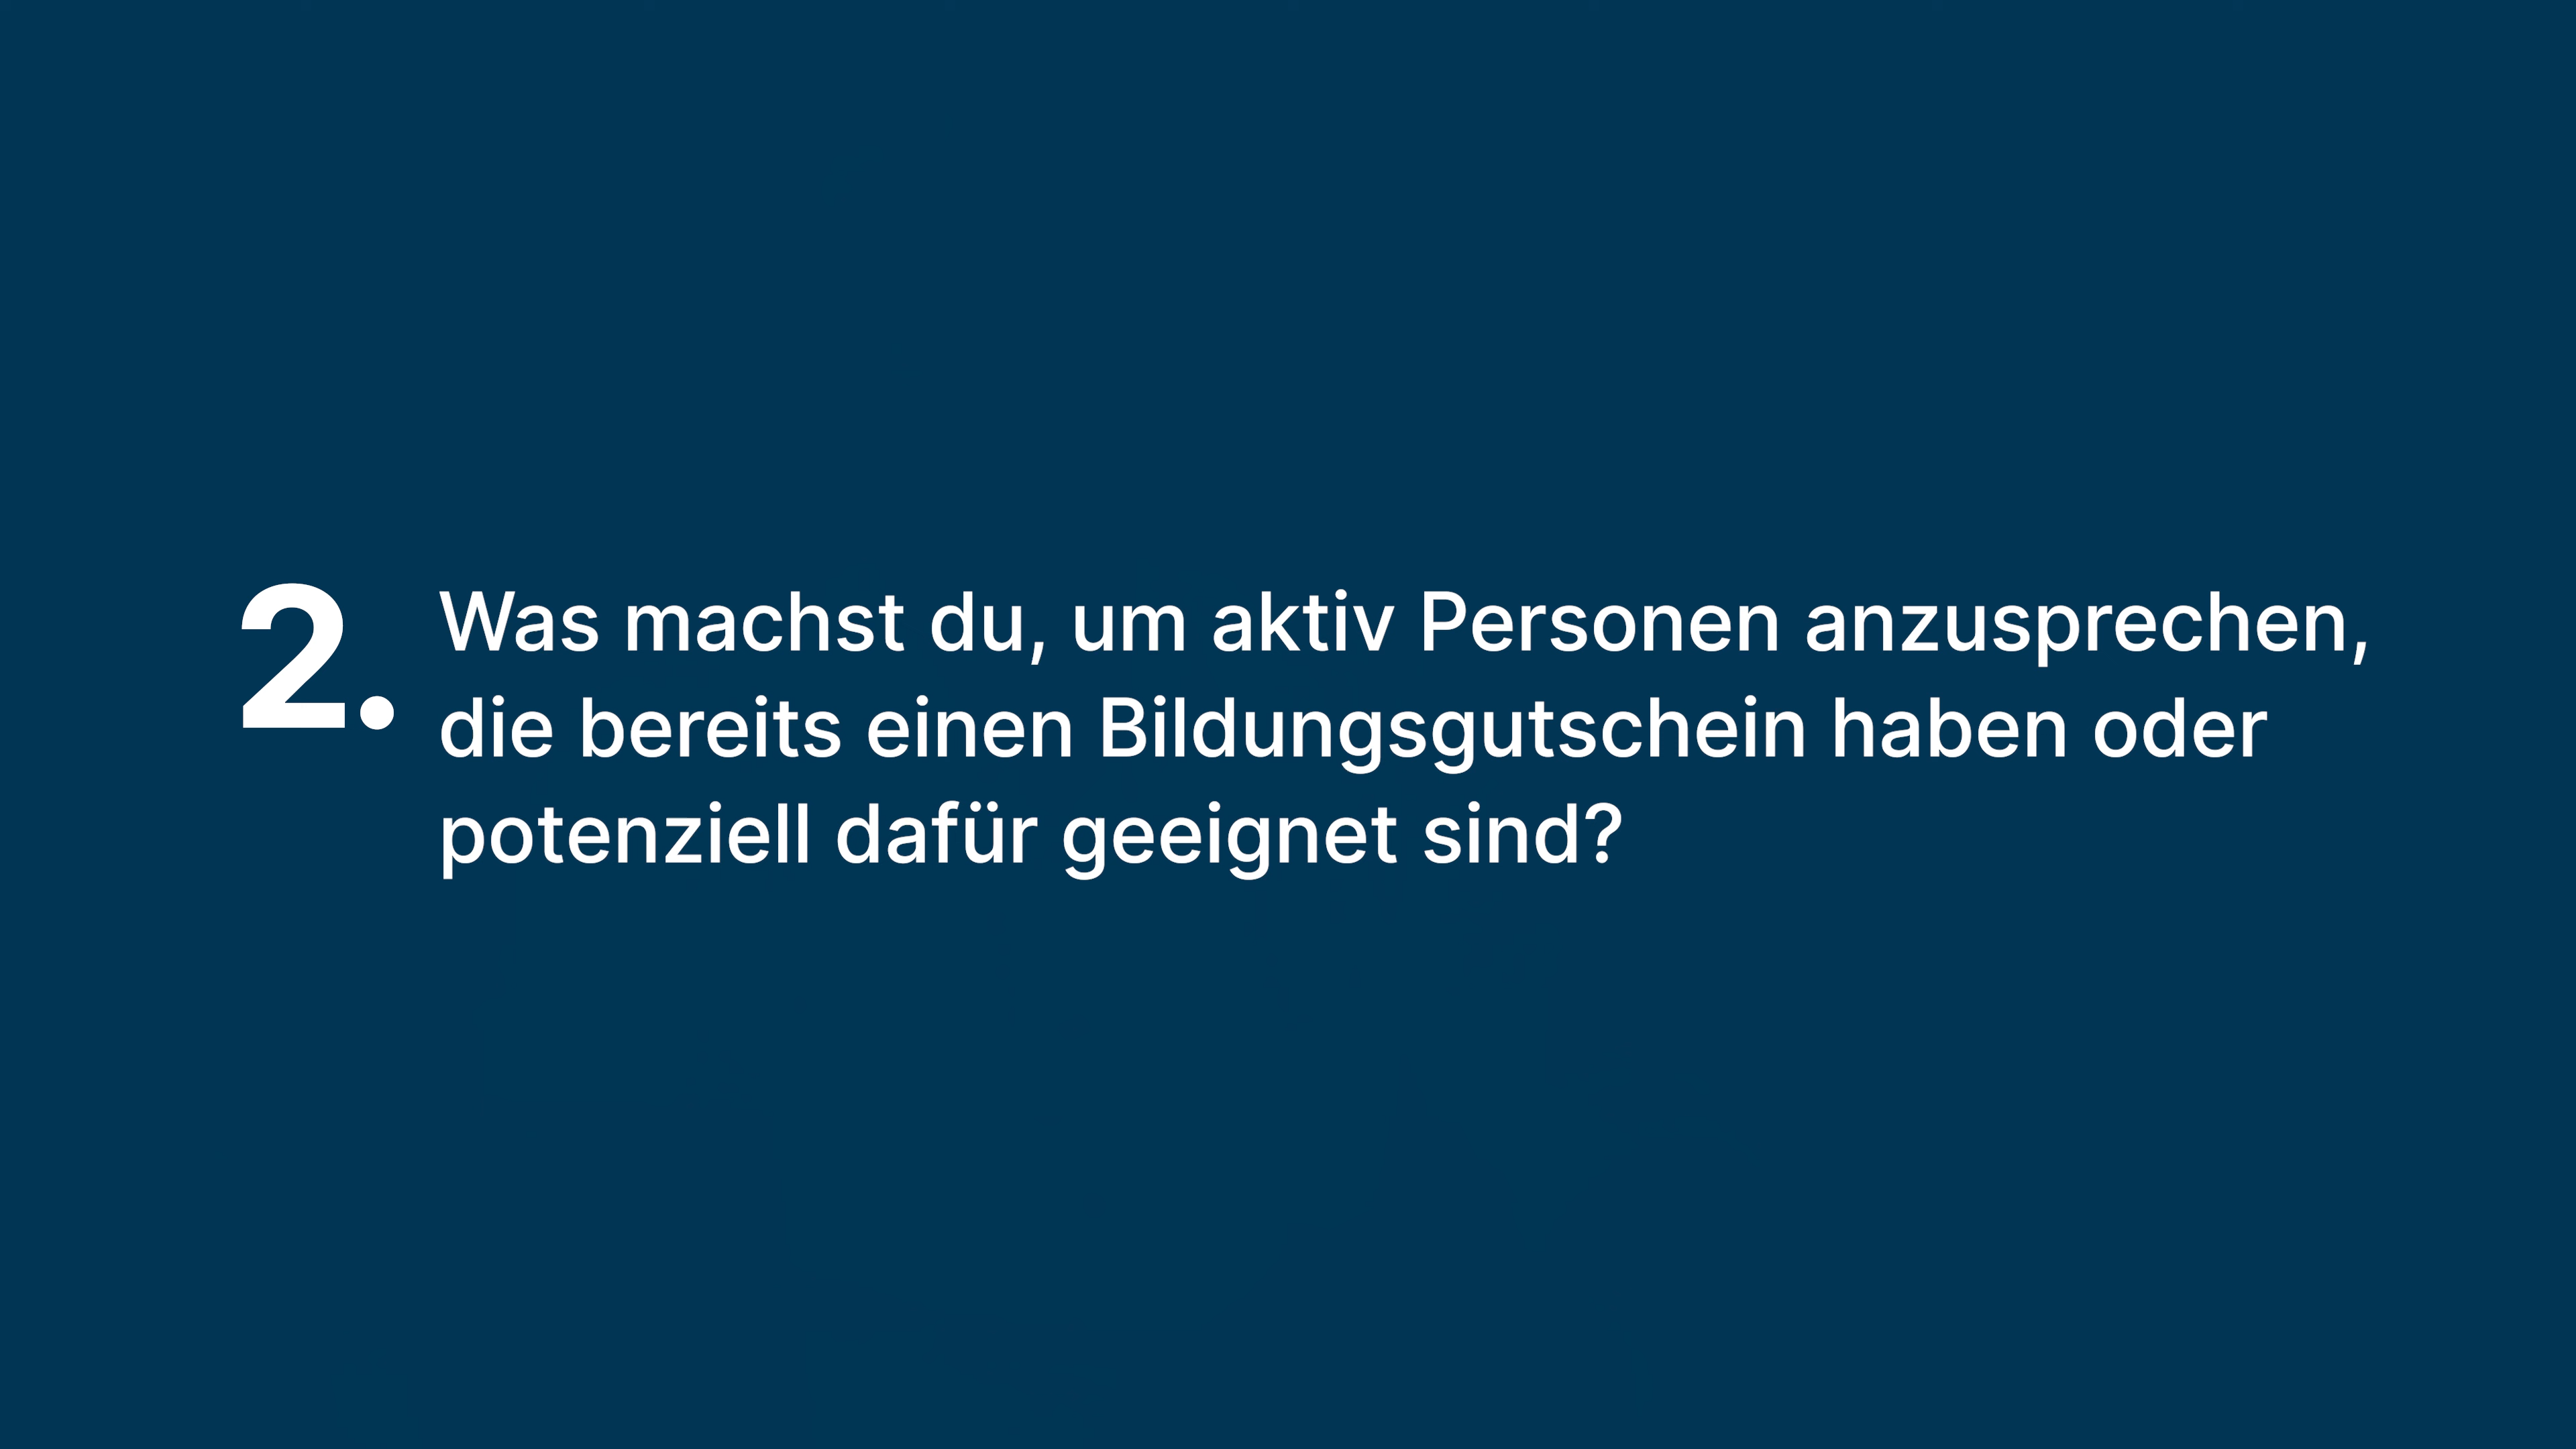 2. Was machst du, um aktiv Personen anzusprechen,
die bereits einen Bildungsgutschein haben oder
potenziell dafür geeignet sind?